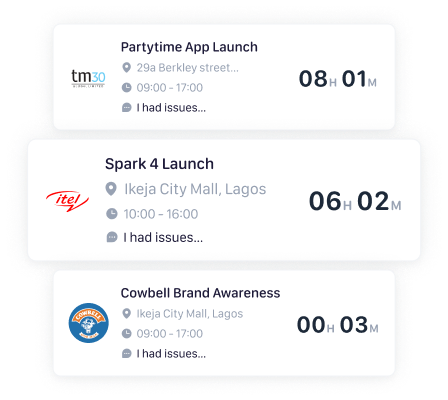 Partytime App Launch
tm30
GLOBAL LIMITED
29a Berkley street...
09:00 - 17:00
I had issues...
08H 01M
Spark 4 Launch
itel
Ikeja City Mall, Lagos
10:00 - 16:00
I had issues...
06H 02M
Cowbell Brand Awareness
COWBELL
Ikeja City Mall, Lagos
09:00 - 17:00
I had issues...
00H 03M